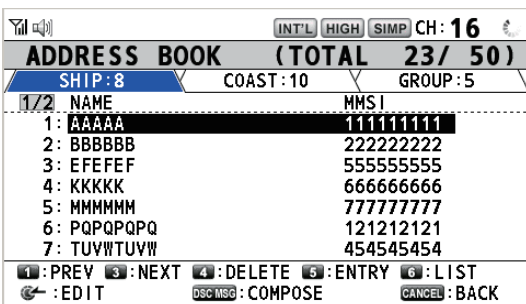 INT'L HIGH SIMP CH: 16
ADDRESS BOOK (TOTAL 23/ 50)
SHIP:8 COAST:10 GROUP:5
1/2 NAME MMSI
1: AAAAA 111111111
2: BBBBBB 222222222
3: EFEFEF 555555555
4: KKKKK 666666666
5: MMMMMM 777777777
6: PQPQPQPQ 121212121
7: TUVWTUVW 454545454
1 :PREV 3 :NEXT 4 :DELETE 5 :ENTRY 6 :LIST
:EDIT DSC MSG :COMPOSE CANCEL :BACK